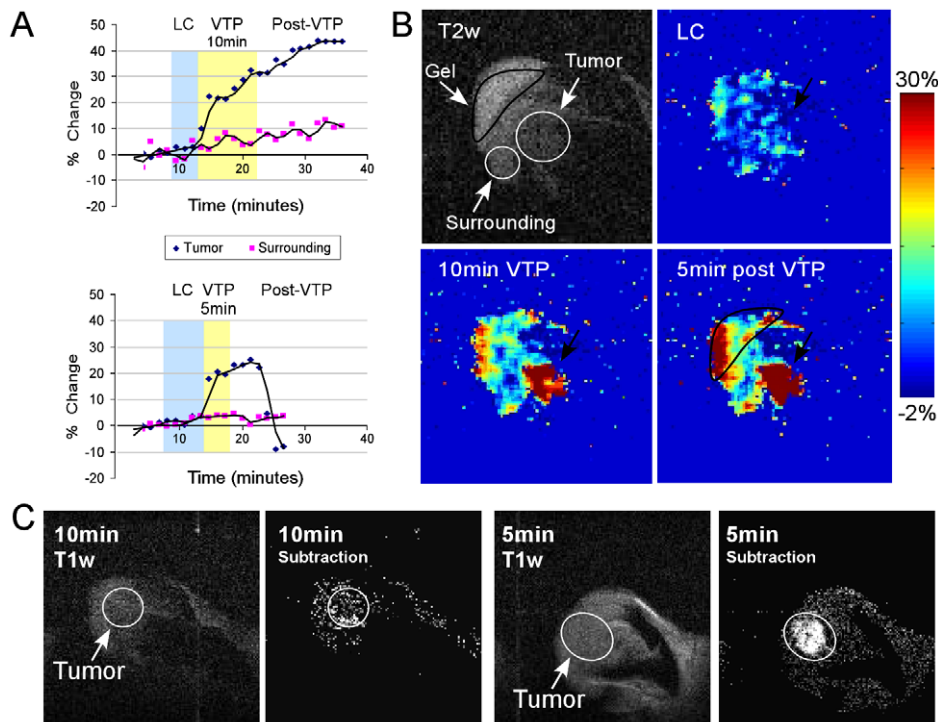 A
LC VTP Post-VTP
10min
50
40
30
20
10
0
-10
-20
% Change
10 20 30 40
Time (minutes)
Tumor Surrounding
LC VTP Post-VTP
5min
50
40
30
20
10
0
-10
-20
% Change
10 20 30 40
Time (minutes)
B
T2w
Gel
Tumor
Surrounding
LC
30%
-2%
10min VTP
5min post VTP
C
10min
T1w
Tumor
10min
Subtraction
5min
T1w
Tumor
5min
Subtraction